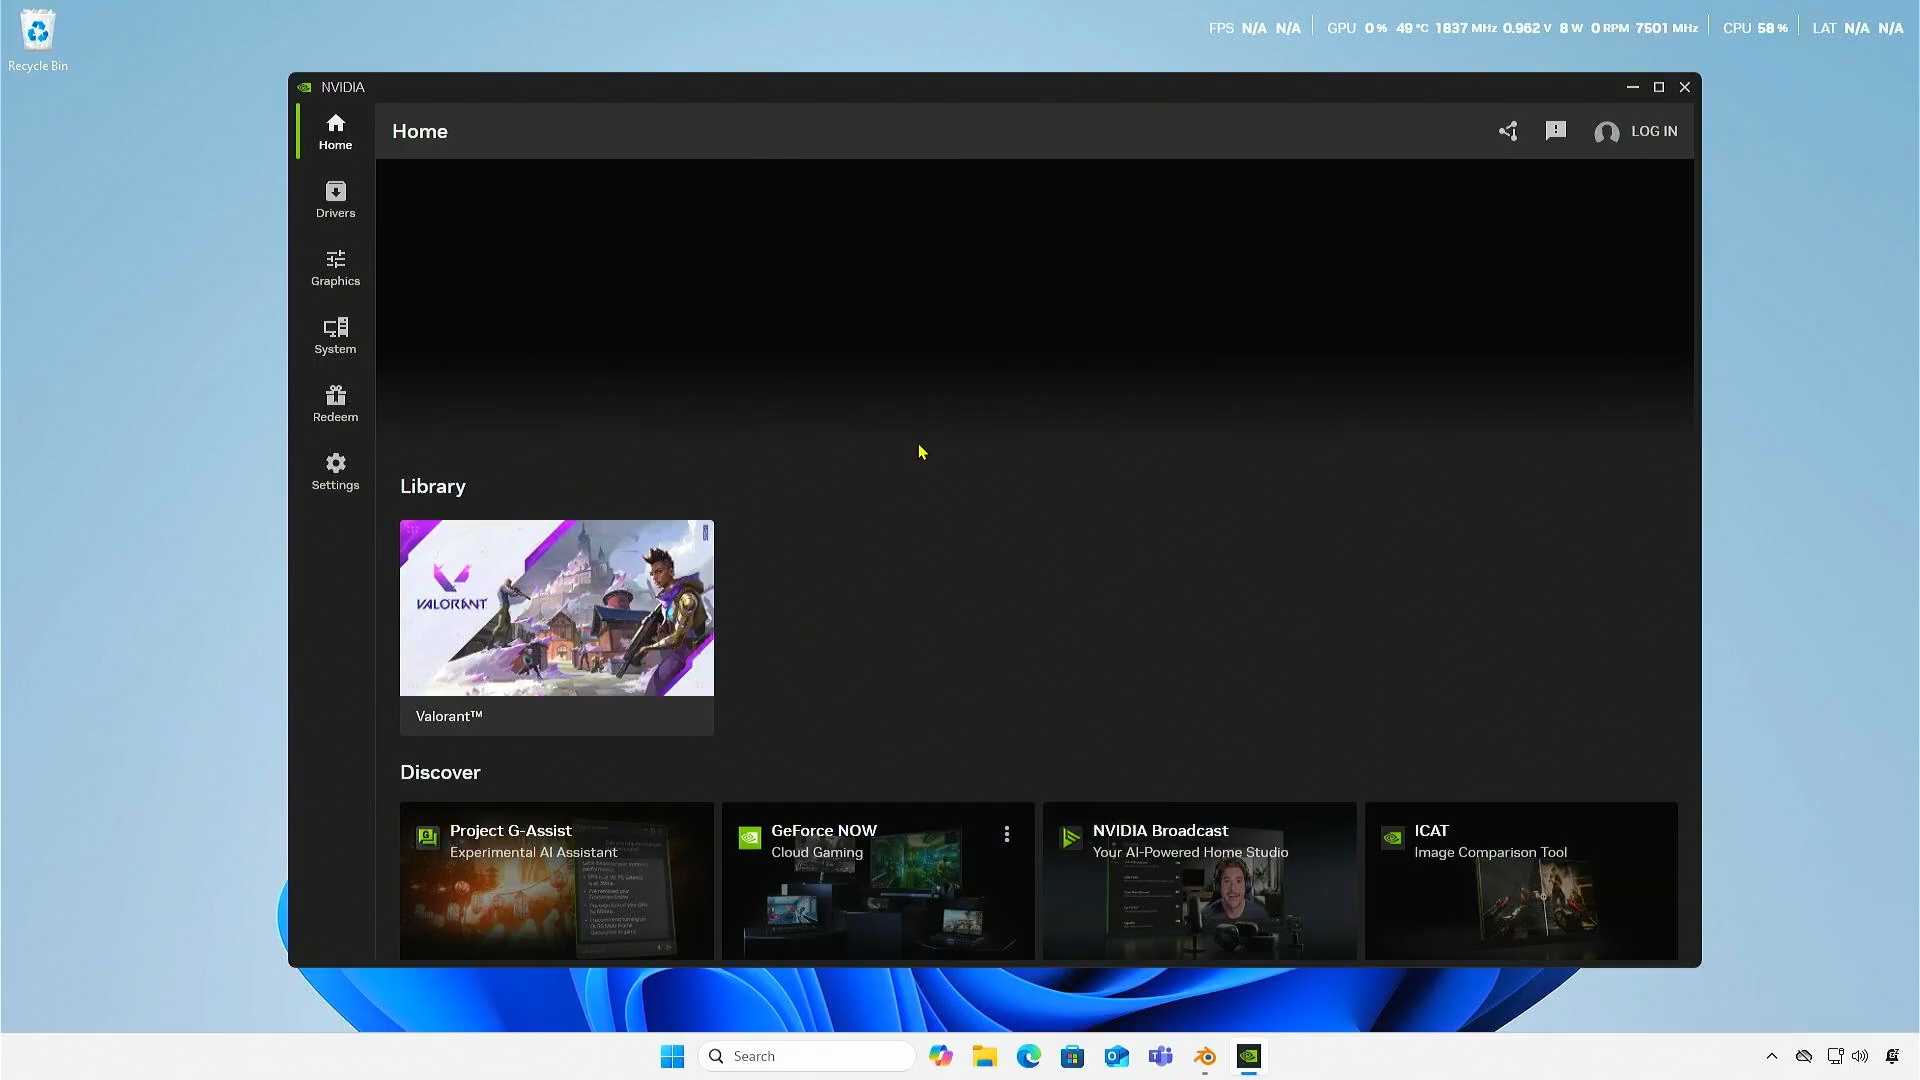 Recycle Bin
FPS N/A N/A GPU 0 % 49 °C 1837 MHz 0.962 V 8 W 0 RPM 7501 MHz CPU 58 % LAT N/A N/A
NVIDIA
Home
Drivers
Graphics
System
Redeem
Settings
Home
LOG IN
Library
VALORANT
Valorant™
Discover
Project G-Assist
Experimental AI Assistant
GeForce NOW
Cloud Gaming
NVIDIA Broadcast
Your AI-Powered Home Studio
ICAT
Image Comparison Tool
Search